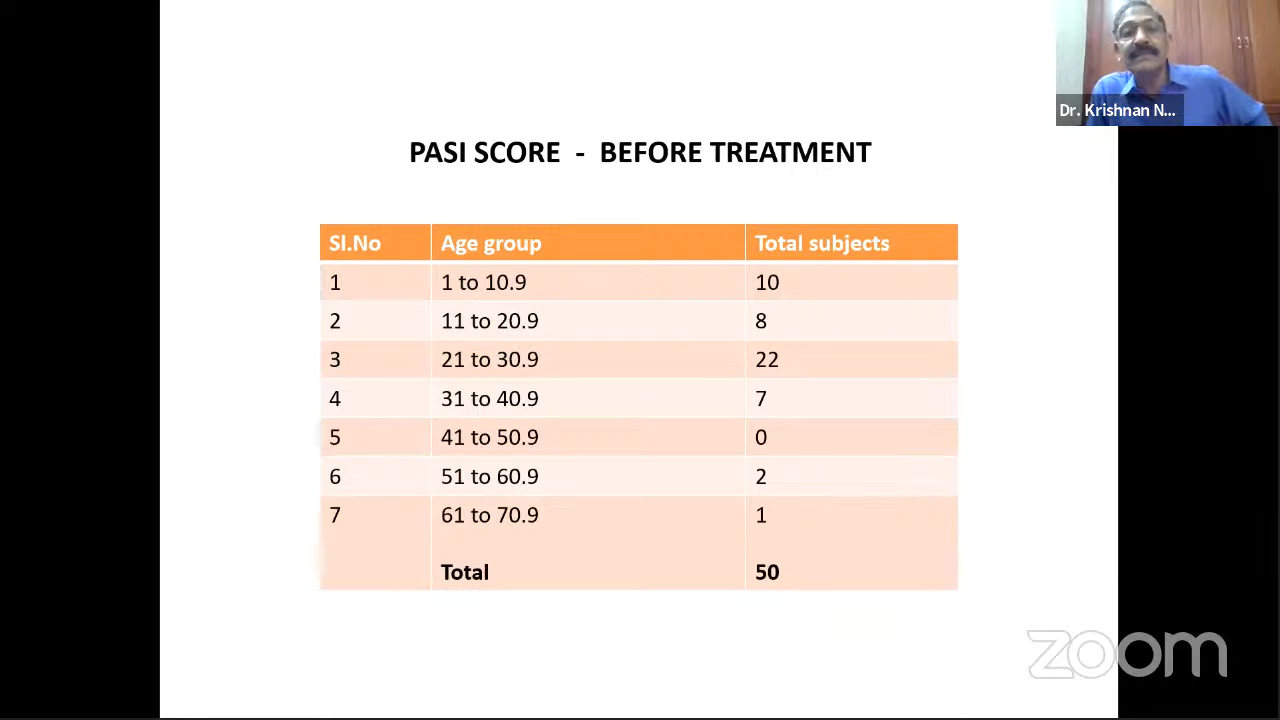 Dr. Krishnan N...
PASI SCORE - BEFORE TREATMENT
Sl.No Age group Total subjects
1 1 to 10.9 10
2 11 to 20.9 8
3 21 to 30.9 22
4 31 to 40.9 7
5 41 to 50.9 0
6 51 to 60.9 2
7 61 to 70.9 1
Total 50
zoom